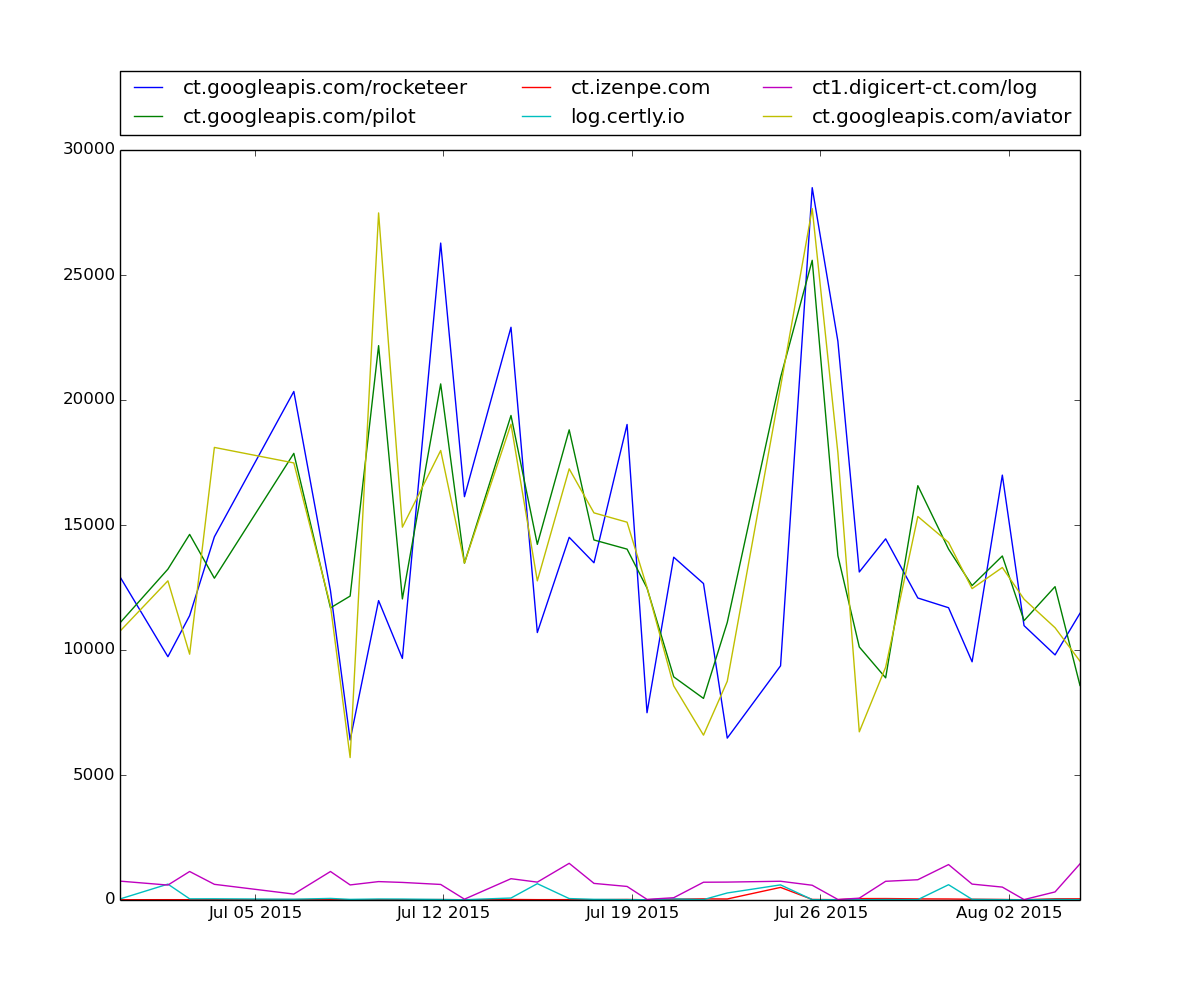 ct.googleapis.com/rocketeer ct.izenpe.com ct1.digicert-ct.com/log
ct.googleapis.com/pilot log.certly.io ct.googleapis.com/aviator
30000
25000
20000
15000
10000
5000
0
Jul 05 2015 Jul 12 2015 Jul 19 2015 Jul 26 2015 Aug 02 2015